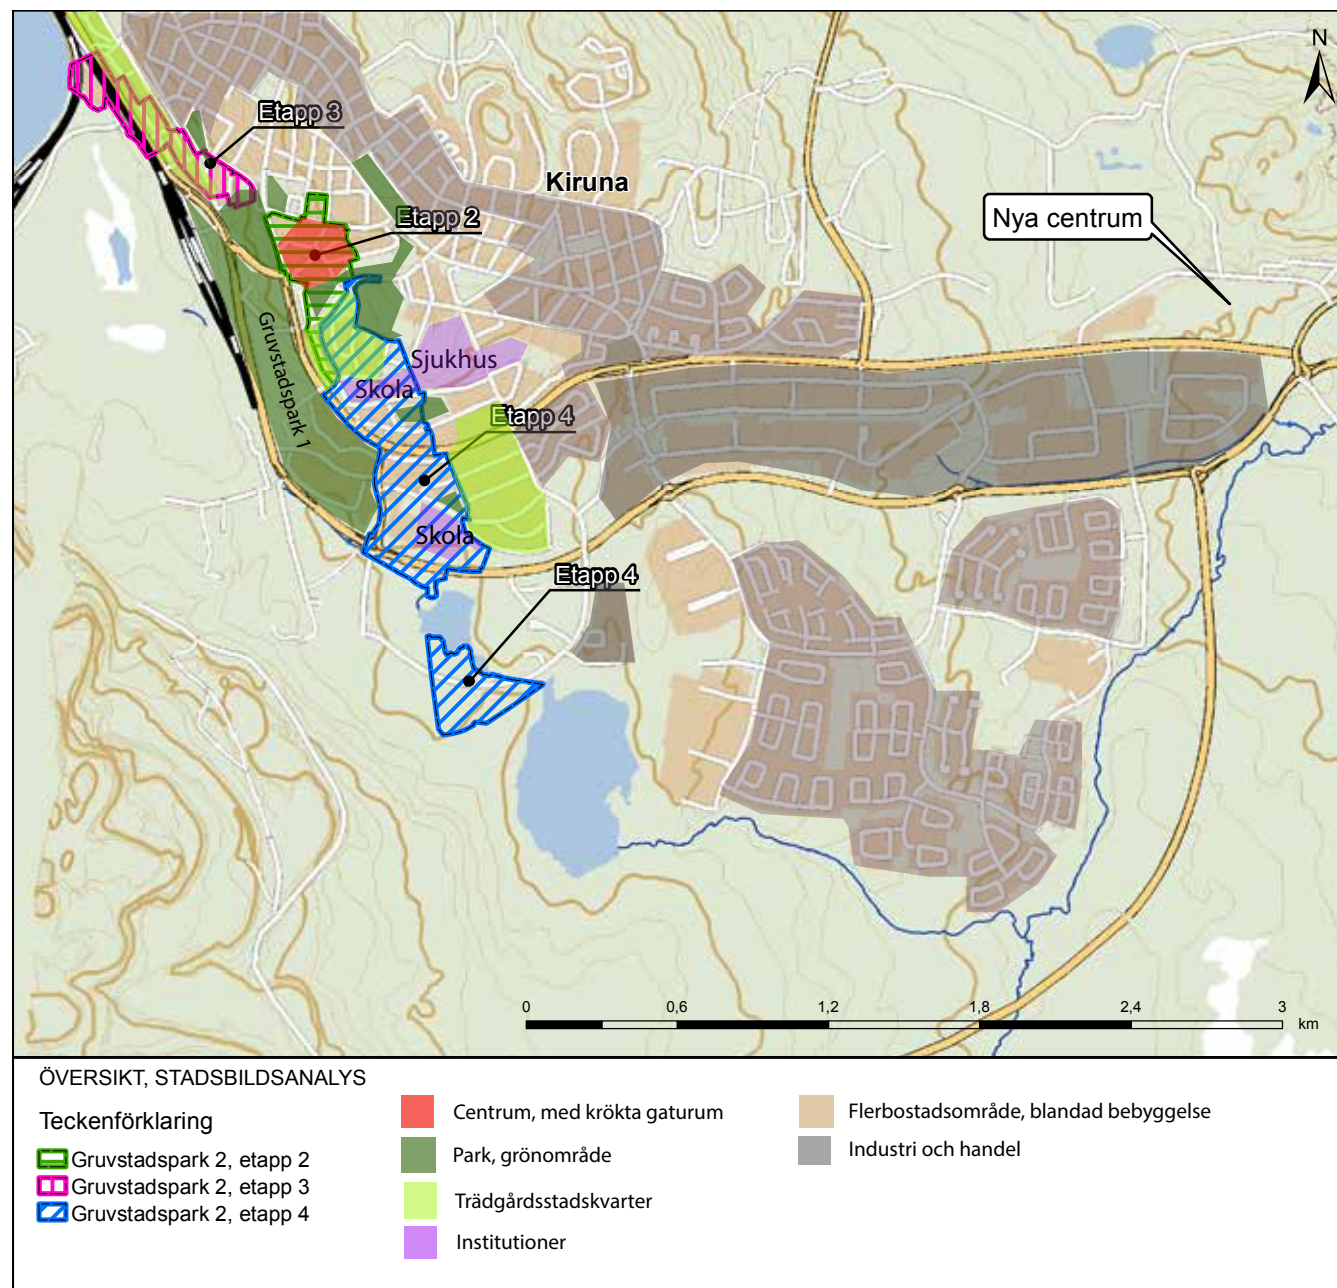 N
Etapp 3
Kiruna
Etapp 2
Nya centrum
Gruvstadspark 1
Sjukhus
Skola
Etapp 4
Skola
Etapp 4
0 0,6 1,2 1,8 2,4 3
km
ÖVERSIKT, STADSBILDSANALYS
Teckenförklaring
Gruvstadspark 2, etapp 2
Gruvstadspark 2, etapp 3
Gruvstadspark 2, etapp 4
Centrum, med krökta gaturum
Park, grönområde
Trädgårdsstadskvarter
Institutioner
Flerbostadsområde, blandad bebyggelse
Industri och handel